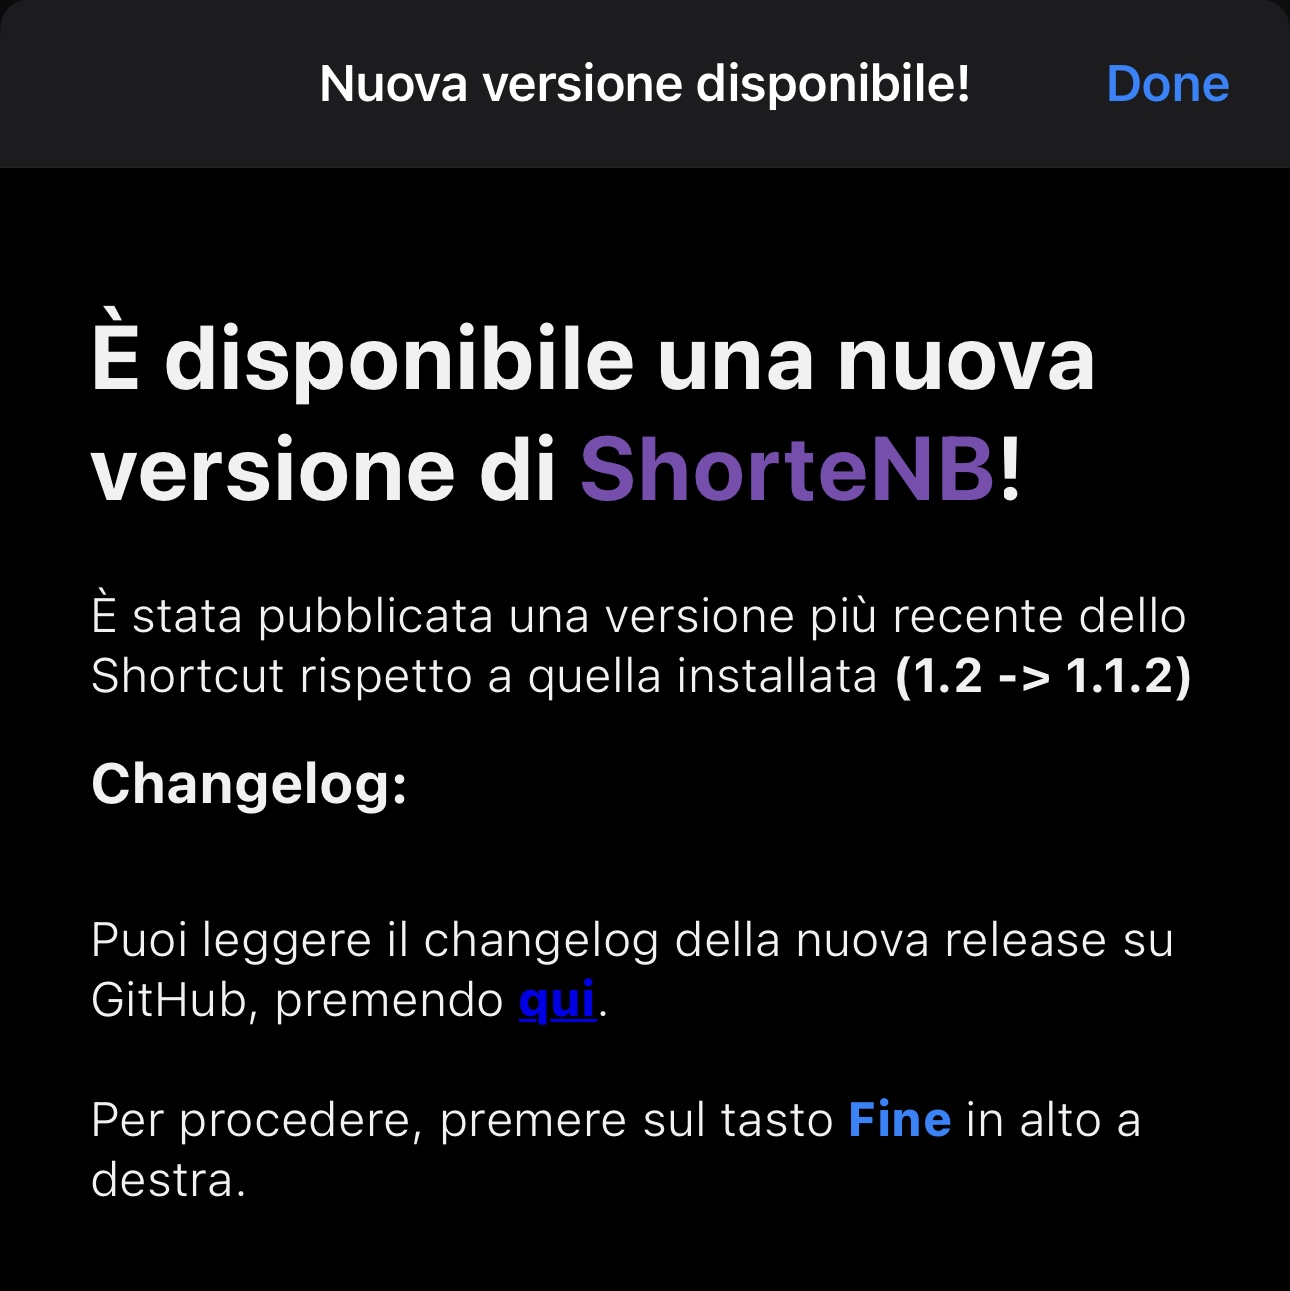 Nuova versione disponibile!
Done
È disponibile una nuova
versione di ShorteNB!
È stata pubblicata una versione più recente dello
Shortcut rispetto a quella installata (1.2 -> 1.1.2)
Changelog:
Puoi leggere il changelog della nuova release su
GitHub, premendo qui.
Per procedere, premere sul tasto Fine in alto a
destra.